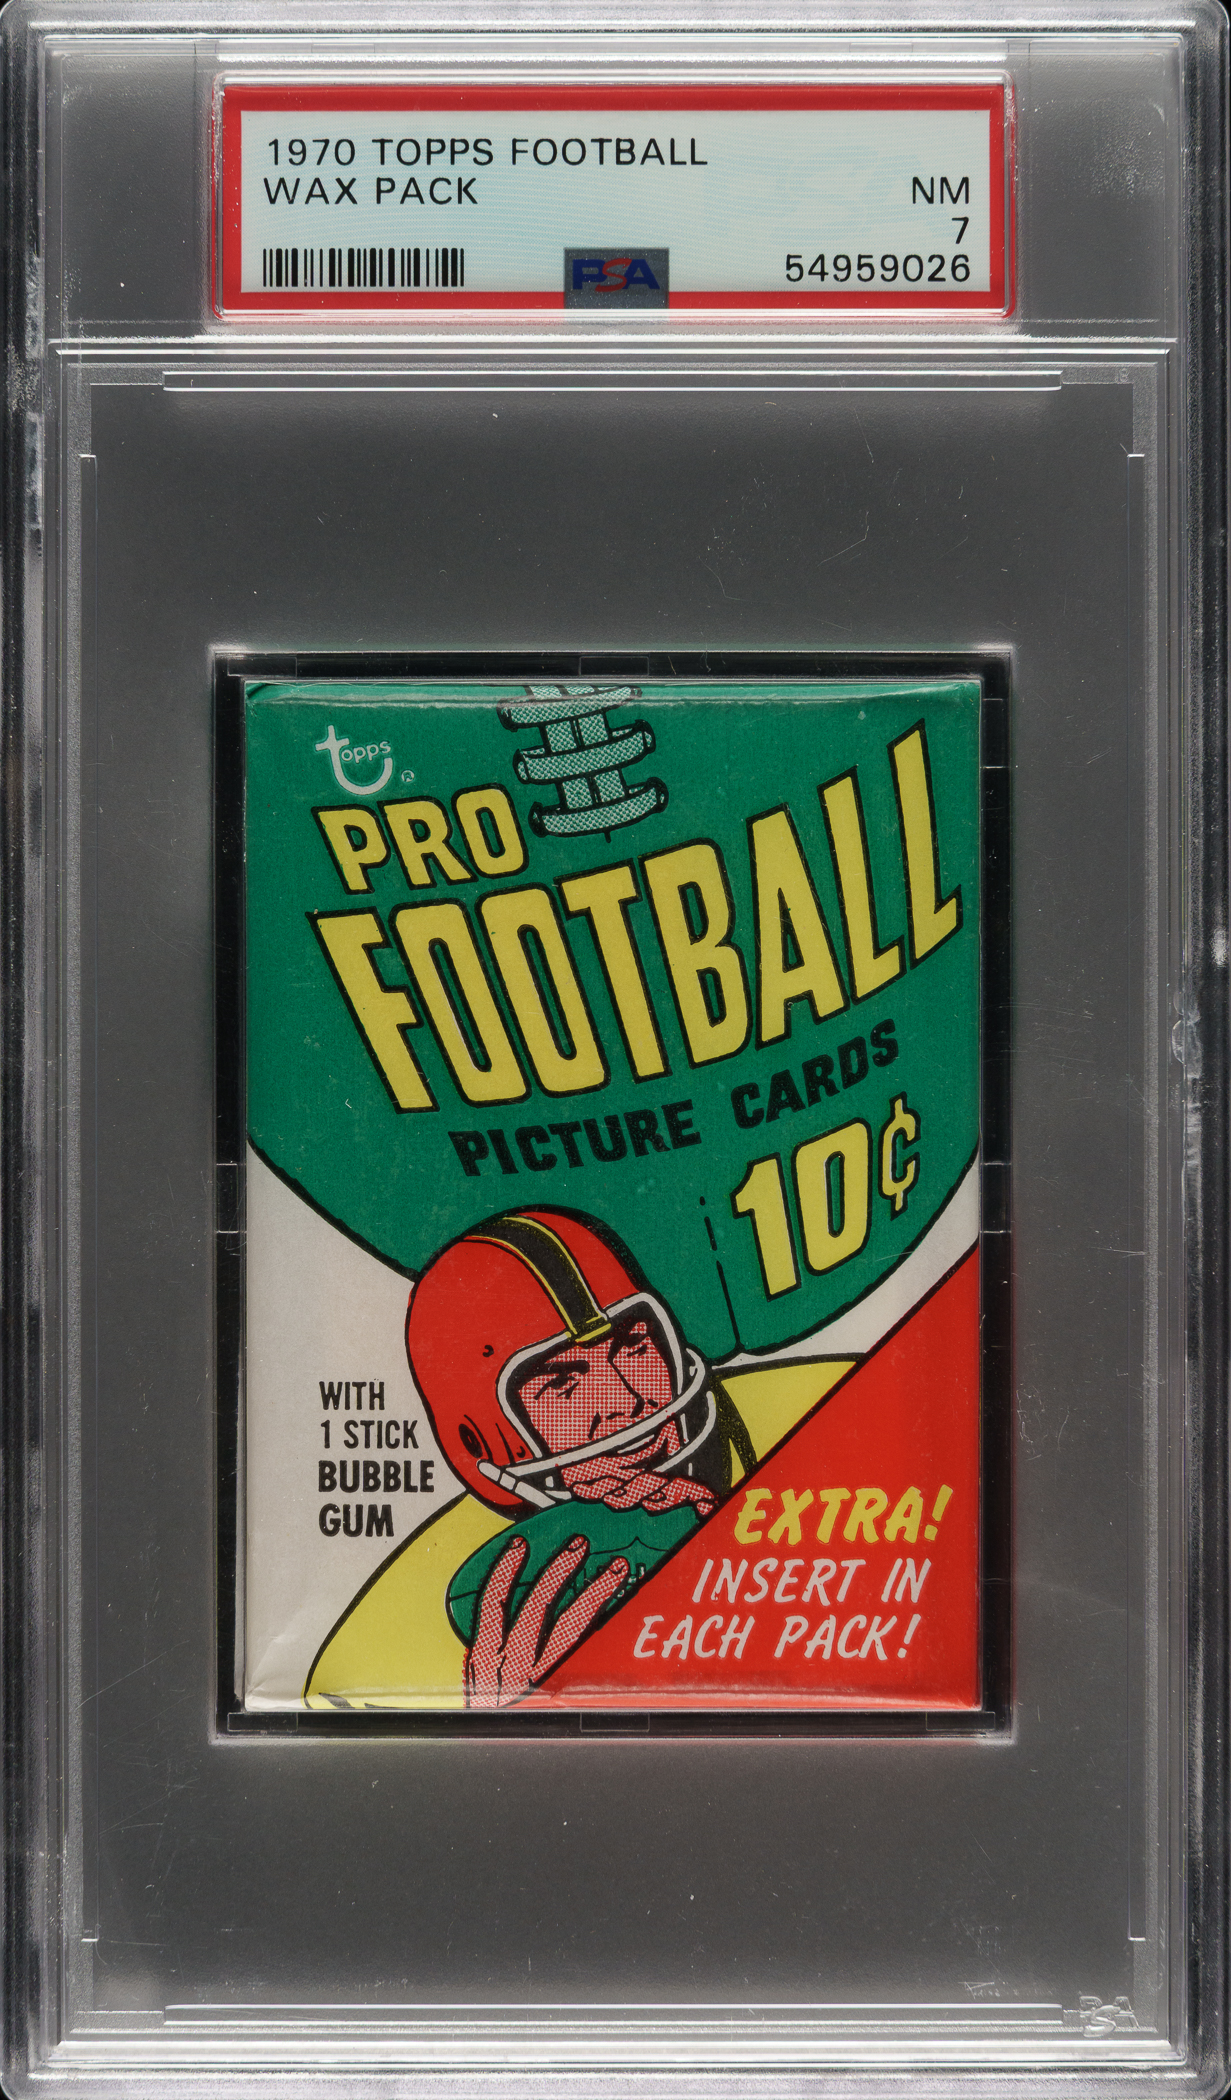 1970 TOPPS FOOTBALL
WAX PACK
NM
7
PSA
54959026
topps
®
PRO
FOOTBALL
PICTURE CARDS
10¢
WITH
1 STICK
BUBBLE
GUM
EXTRA!
INSERT IN
EACH PACK!
PSA